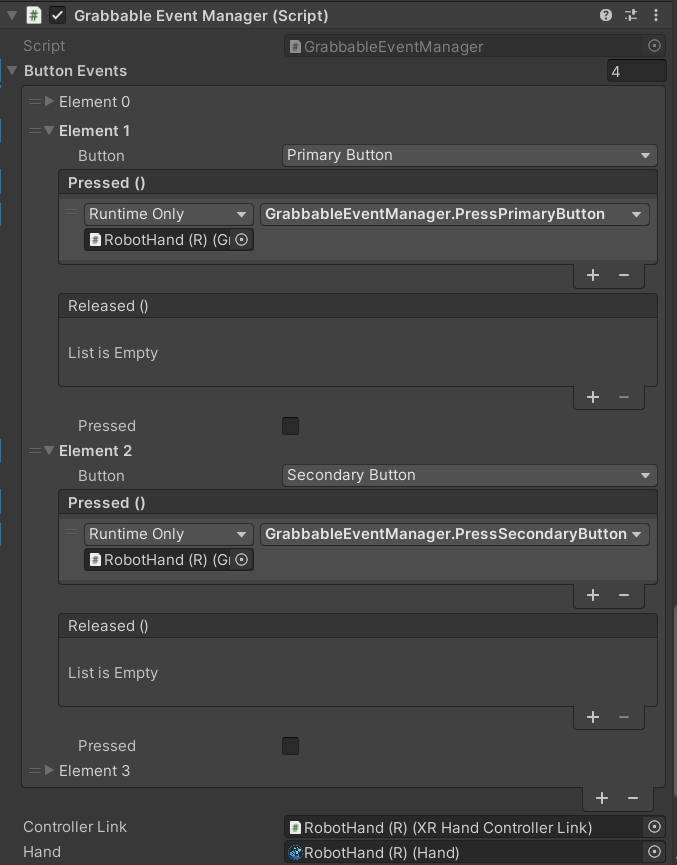 Grabbable Event Manager (Script)
Script
GrabbableEventManager
Button Events
4
Element 0
Element 1
Button
Primary Button
Pressed ()
Runtime Only
GrabbableEventManager.PressPrimaryButton
RobotHand (R) (Gr
+ −
Released ()
List is Empty
+ −
Pressed
Element 2
Button
Secondary Button
Pressed ()
Runtime Only
GrabbableEventManager.PressSecondaryButton
RobotHand (R) (Gr
+ −
Released ()
List is Empty
+ −
Pressed
Element 3
+ −
Controller Link
RobotHand (R) (XR Hand Controller Link)
Hand
RobotHand (R) (Hand)